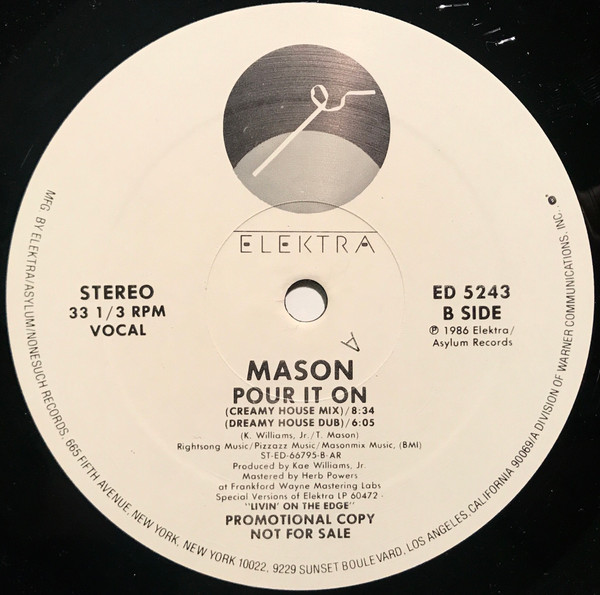 ELEKTRA
STEREO
33 1/3 RPM
VOCAL
ED 5243
B SIDE
℗ 1986 Elektra/
Asylum Records
A
MASON
POUR IT ON
(CREAMY HOUSE MIX)/8:34
(DREAMY HOUSE DUB)/6:05
(K. Williams, Jr./T. Mason)
Rightsong Music/Pizzazz Music/Masonmix Music, (BMI)
ST-ED-66795-B-AR
Produced by Kae Williams, Jr.
Mastered by Herb Powers
at Frankford Wayne Mastering Labs
Special Versions of Elektra LP 60472 -
"LIVIN' ON THE EDGE"
PROMOTIONAL COPY
NOT FOR SALE
MFG. BY ELEKTRA/ASYLUM/NONESUCH RECORDS, 665 FIFTH AVENUE, NEW YORK, NEW YORK 10022, 9229 SUNSET BOULEVARD, LOS ANGELES, CALIFORNIA 90069/A DIVISION OF WARNER COMMUNICATIONS, INC.